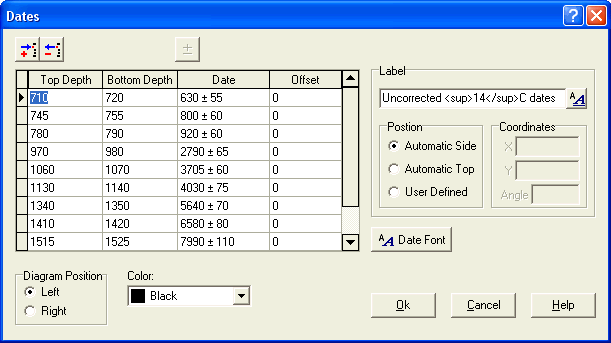 Dates
Top Depth Bottom Depth Date Offset
710 720 630 ± 55 0
745 755 800 ± 60 0
780 790 920 ± 60 0
970 980 2790 ± 65 0
1060 1070 3705 ± 60 0
1130 1140 4030 ± 75 0
1340 1350 5640 ± 70 0
1410 1420 6580 ± 80 0
1515 1525 7990 ± 110 0
Label
Uncorrected <sup>14</sup>C dates
AA
Postion
Automatic Side
Automatic Top
User Defined
Coordinates
X
Y
Angle
AA Date Font
Diagram Position
Left
Right
Color:
Black
Ok Cancel Help